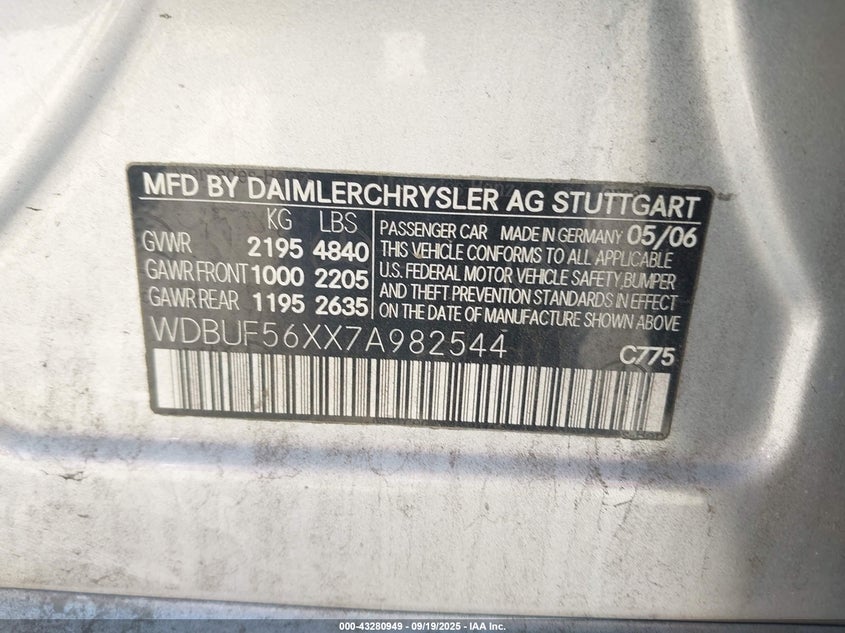 MFD BY DAIMLERCHRYSLER AG STUTTGART
KG LBS
GVWR 2195 4840
GAWR FRONT 1000 2205
GAWR REAR 1195 2635
PASSENGER CAR MADE IN GERMANY 05/06
THIS VEHICLE CONFORMS TO ALL APPLICABLE
U.S. FEDERAL MOTOR VEHICLE SAFETY, BUMPER
AND THEFT PREVENTION STANDARDS IN EFFECT
ON THE DATE OF MANUFACTURE SHOWN ABOVE
WDBUF56XX7A982544
C775
000-43280949 - 09/19/2025 - IAA Inc.